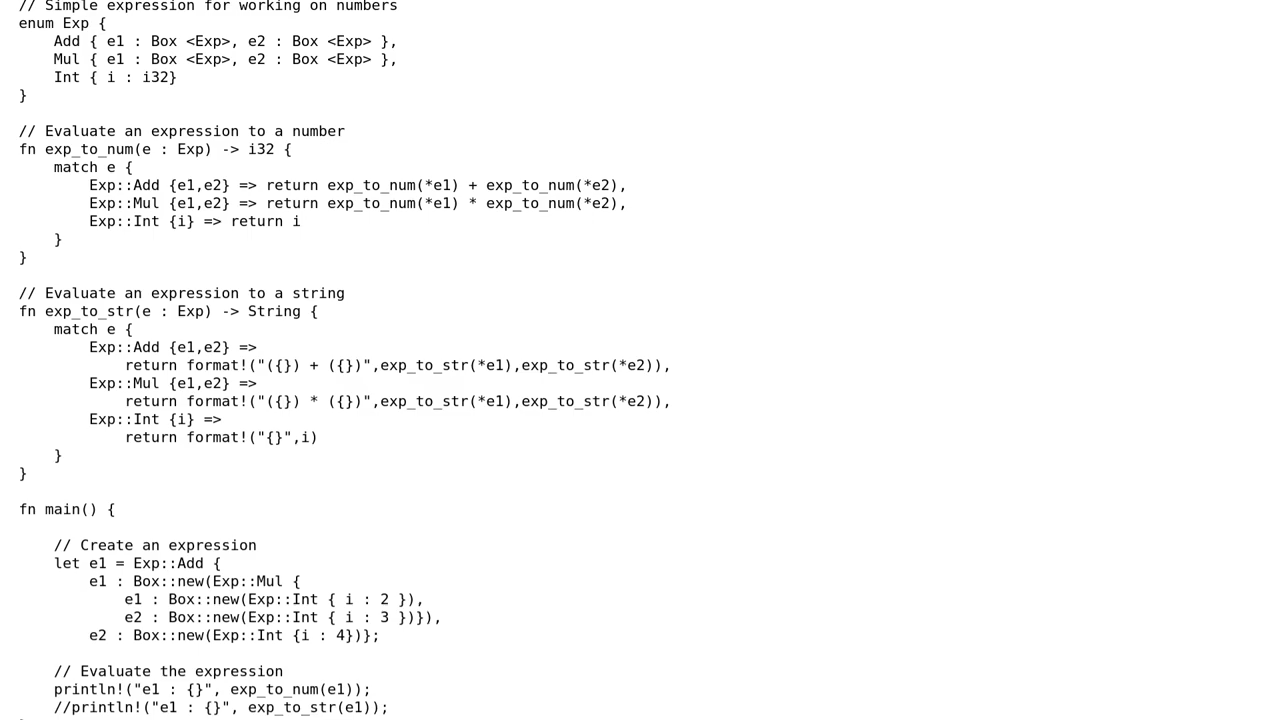 // Simple expression for working on numbers
enum Exp {
    Add { e1 : Box <Exp>, e2 : Box <Exp> },
    Mul { e1 : Box <Exp>, e2 : Box <Exp> },
    Int { i : i32}
}

// Evaluate an expression to a number
fn exp_to_num(e : Exp) -> i32 {
    match e {
        Exp::Add {e1,e2} => return exp_to_num(*e1) + exp_to_num(*e2),
        Exp::Mul {e1,e2} => return exp_to_num(*e1) * exp_to_num(*e2),
        Exp::Int {i} => return i
    }
}

// Evaluate an expression to a string
fn exp_to_str(e : Exp) -> String {
    match e {
        Exp::Add {e1,e2} =>
            return format!("({}) + ({})",exp_to_str(*e1),exp_to_str(*e2)),
        Exp::Mul {e1,e2} =>
            return format!("({}) * ({})",exp_to_str(*e1),exp_to_str(*e2)),
        Exp::Int {i} =>
            return format!("{}",i)
    }
}

fn main() {

    // Create an expression
    let e1 = Exp::Add {
        e1 : Box::new(Exp::Mul {
            e1 : Box::new(Exp::Int { i : 2 }),
            e2 : Box::new(Exp::Int { i : 3 })}),
        e2 : Box::new(Exp::Int {i : 4})};

    // Evaluate the expression
    println!("e1 : {}", exp_to_num(e1));
    //println!("e1 : {}", exp_to_str(e1));